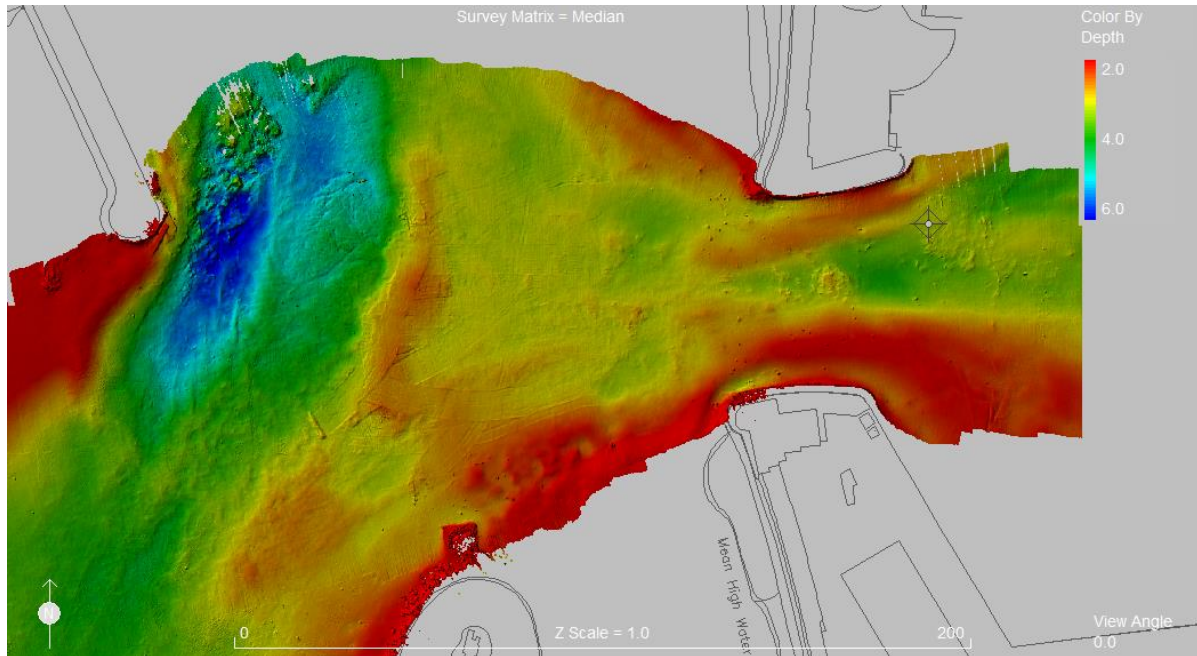 Survey Matrix = Median
Color By
Depth
2.0
4.0
6.0
Mean High Water
N
0
Z Scale = 1.0
200
View Angle
0.0